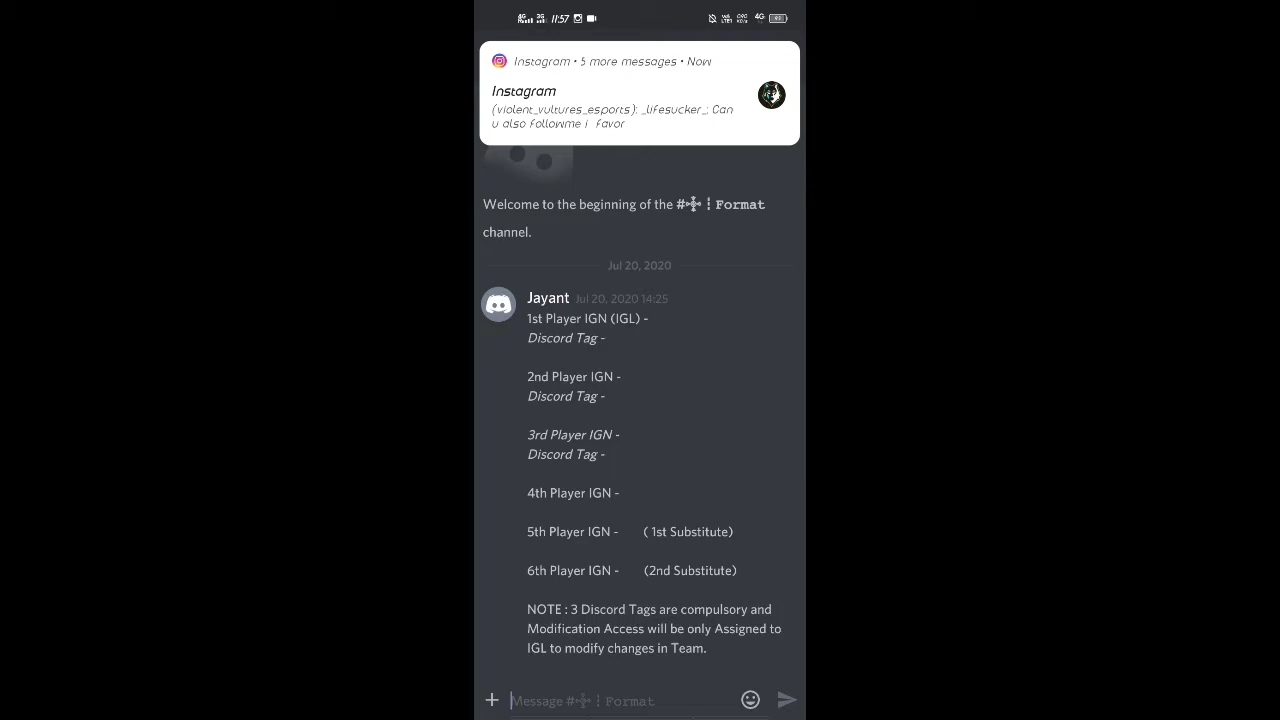 4G 3G 11:57 4G
Instagram • 5 more messages • Now
Instagram
(violent_vultures_esports): _lifesucker_: Can
u also followme i favor
Welcome to the beginning of the #┆Format
channel.
Jul 20, 2020
Jayant Jul 20, 2020 14:25
1st Player IGN (IGL) -
Discord Tag -
2nd Player IGN -
Discord Tag -
3rd Player IGN -
Discord Tag -
4th Player IGN -
5th Player IGN - ( 1st Substitute)
6th Player IGN - (2nd Substitute)
NOTE : 3 Discord Tags are compulsory and
Modification Access will be only Assigned to
IGL to modify changes in Team.
Message #┆Format